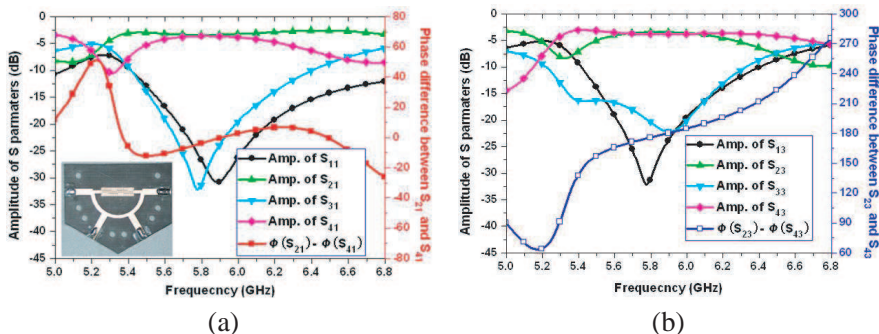 0
-5
-10
-15
-20
-25
-30
-35
-40
-45
Amplitude of S parmaters (dB)
Amp. of S11
Amp. of S21
Amp. of S31
Amp. of S41
ϕ(S21)- ϕ(S41)
80
60
40
20
0
-20
-40
-60
-80
Phase difference between S21 and S41
5.0 5.2 5.4 5.6 5.8 6.0 6.2 6.4 6.6 6.8
Frequecncy (GHz)
(a)
0
-5
-10
-15
-20
-25
-30
-35
-40
-45
Amplitude of S parmaters (dB)
Amp. of S13
Amp. of S23
Amp. of S33
Amp. of S43
ϕ(S23)- ϕ(S43)
300
270
240
210
180
150
120
90
60
Phase difference between S23 and S43
5.0 5.2 5.4 5.6 5.8 6.0 6.2 6.4 6.6 6.8
Frequecncy (GHz)
(b)